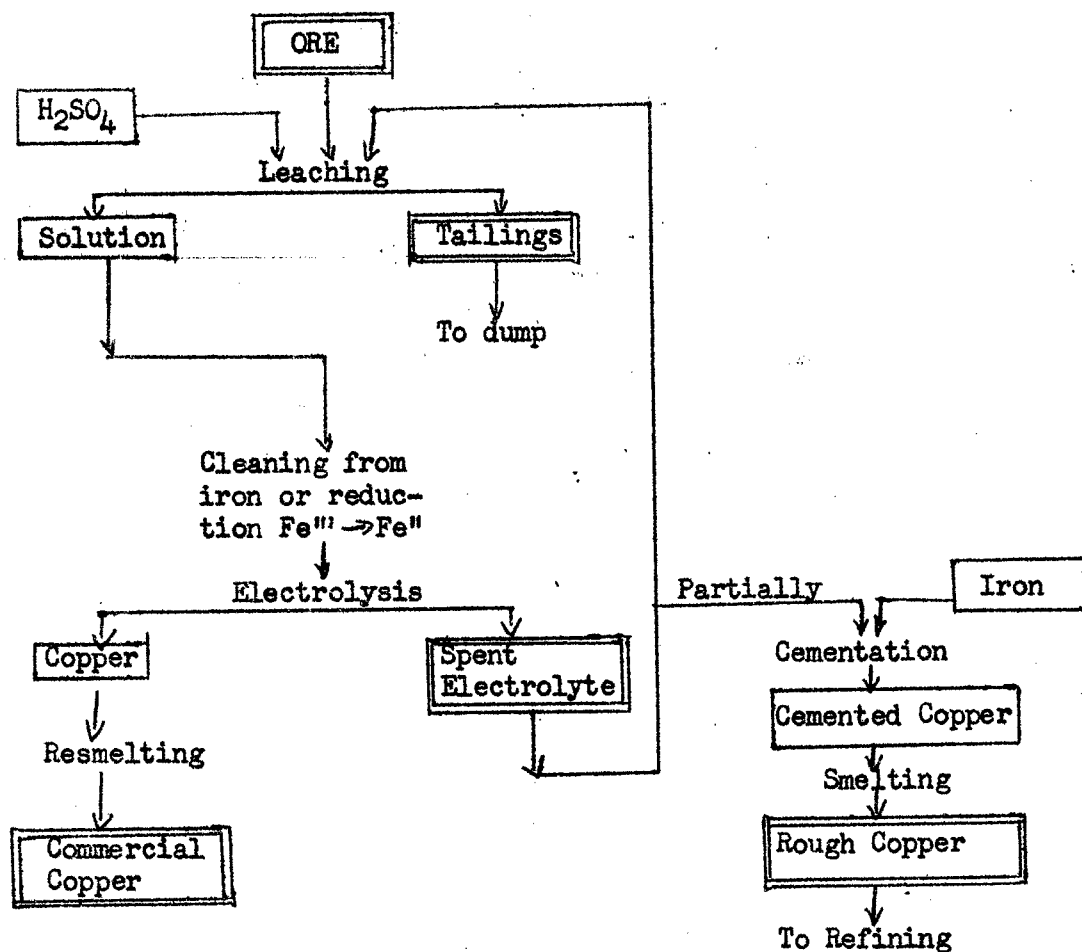 ORE
H₂SO₄
Leaching
Solution
Tailings
To dump
Cleaning from
iron or reduc-
tion Fe''' → Fe''
Electrolysis
Partially
Iron
Copper
Spent
Electrolyte
Cementation
Cemented Copper
Resmelting
Smelting
Commercial
Copper
Rough Copper
To Refining